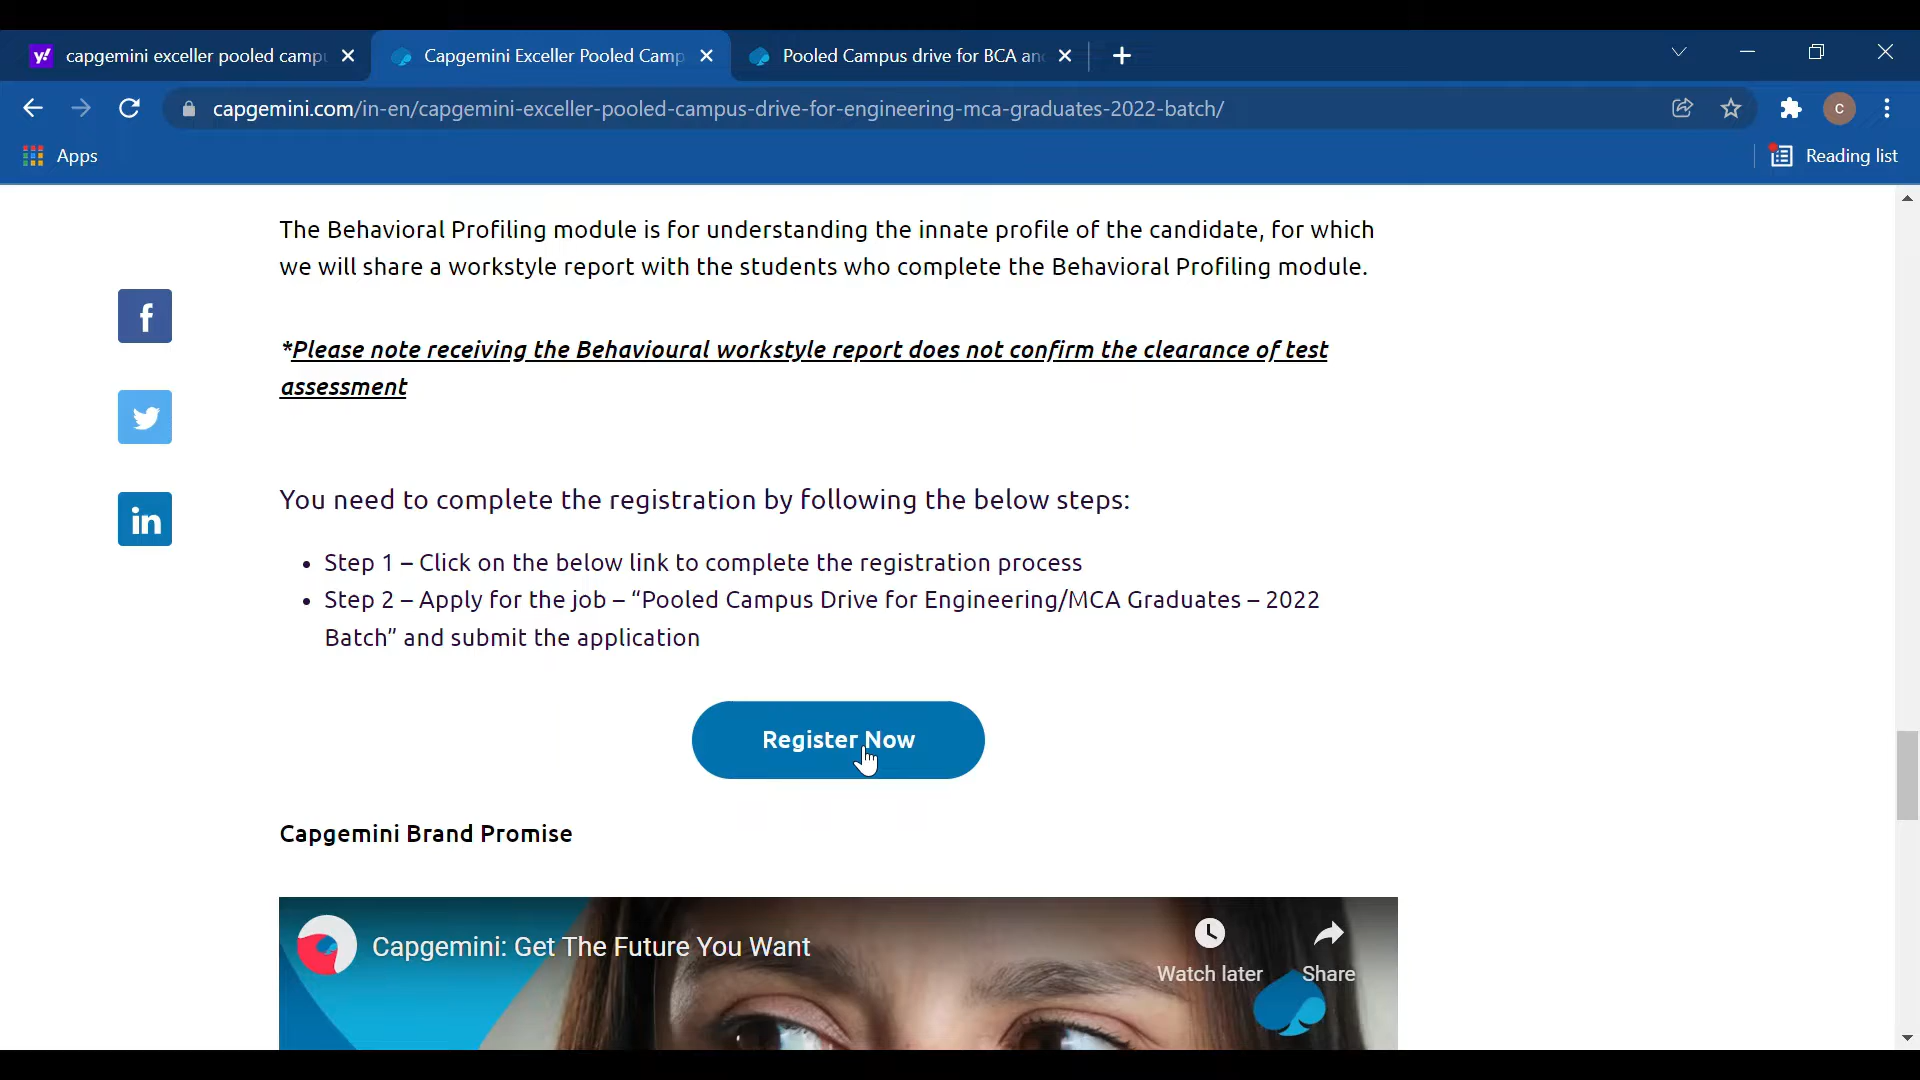 capgemini exceller pooled camp
Capgemini Exceller Pooled Camp
Pooled Campus drive for BCA an
capgemini.com/in-en/capgemini-exceller-pooled-campus-drive-for-engineering-mca-graduates-2022-batch/
C
Apps
Reading list
The Behavioral Profiling module is for understanding the innate profile of the candidate, for which
we will share a workstyle report with the students who complete the Behavioral Profiling module.
*Please note receiving the Behavioural workstyle report does not confirm the clearance of test
assessment
f
in
You need to complete the registration by following the below steps:
• Step 1 – Click on the below link to complete the registration process
• Step 2 – Apply for the job – “Pooled Campus Drive for Engineering/MCA Graduates – 2022
Batch” and submit the application
Register Now
Capgemini Brand Promise
Capgemini: Get The Future You Want
Watch later
Share